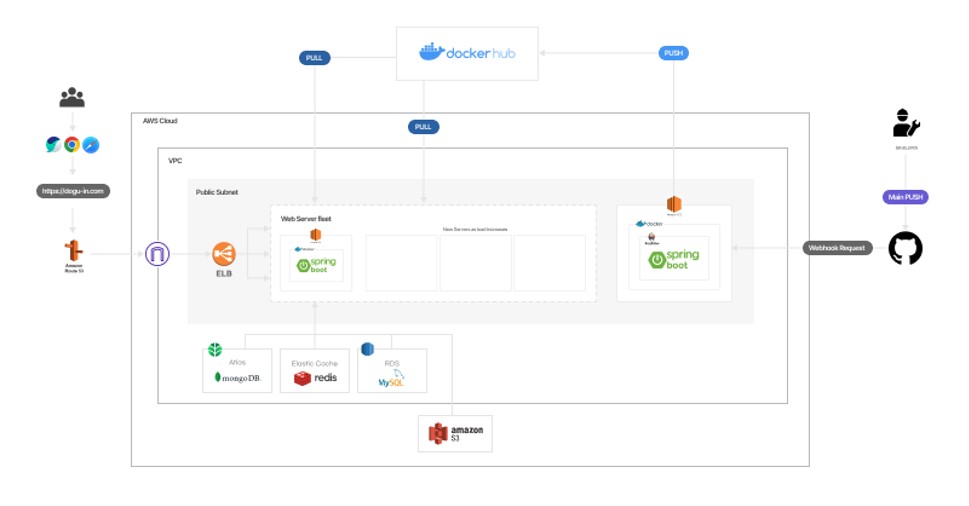 dockerhub
PULL
PUSH
PULL
AWS Cloud
VPC
Public Subnet
https://dogu-in.com
Amazon
Route 53
ELB
Web Server fleet
New Servers as load increases
docker
spring
boot
docker
spring
boot
Main PUSH
Webhook Request
Atlas
mongoDB.
Elastic Cache
redis
RDS
MySQL
amazon
S3